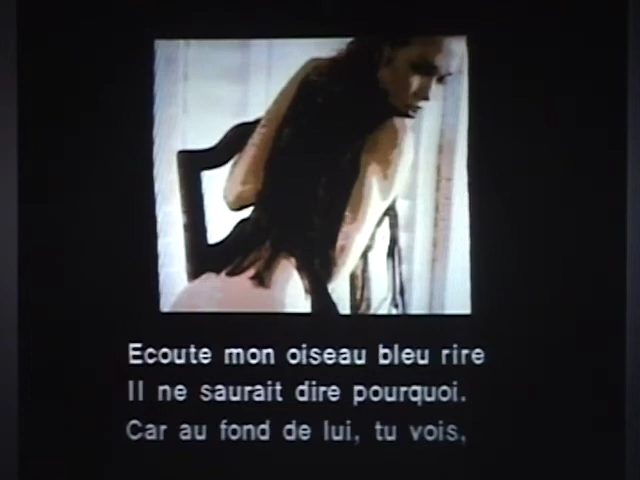 Ecoute mon oiseau bleu rire
Il ne saurait dire pourquoi.
Car au fond de lui, tu vois,